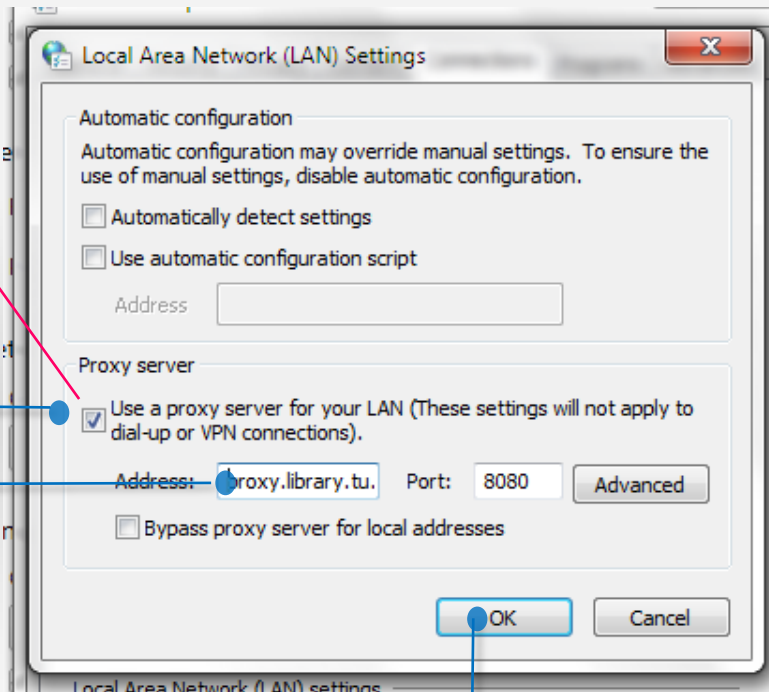 Local Area Network (LAN) Settings
Automatic configuration
Automatic configuration may override manual settings. To ensure the
use of manual settings, disable automatic configuration.
Automatically detect settings
Use automatic configuration script
Address
Proxy server
Use a proxy server for your LAN (These settings will not apply to
dial-up or VPN connections).
Address: proxy.library.tu. Port: 8080 Advanced
Bypass proxy server for local addresses
OK Cancel
Local Area Network (LAN) settings